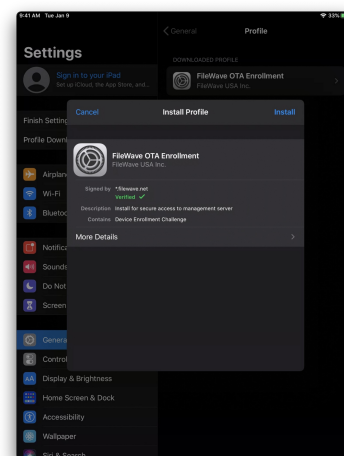 9:41 AM Tue Jan 9
33%
Settings
General
Profile
DOWNLOADED PROFILE
Sign in to your iPad
Set up iCloud, the App Store, and...
FileWave OTA Enrollment
FileWave USA Inc.
Cancel
Install Profile
Install
Finish Setting
Profile Down
FileWave OTA Enrollment
FileWave USA Inc.
Signed by *.filewave.net
Verified ✓
Description Install for secure access to management server
Contains Device Enrollment Challenge
More Details
Airplan
Wi-Fi
Bluetoo
Notifica
Sounds
Do Not
Screen
Genera
Control
AA
Display & Brightness
Home Screen & Dock
Accessibility
Wallpaper
Siri & Search